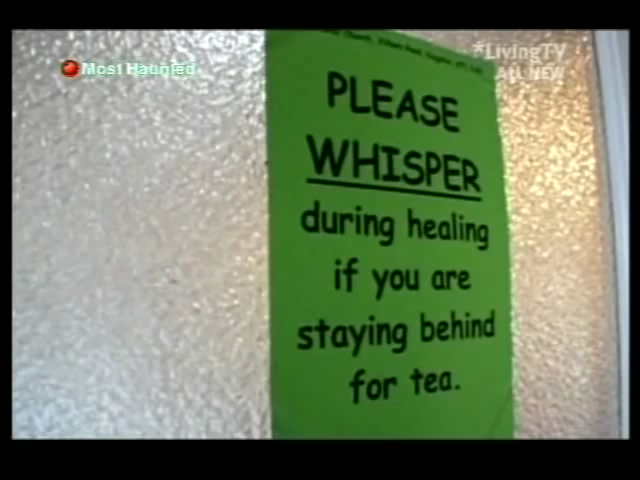 Most Haunted
LivingTV
ALL NEW
PLEASE
WHISPER
during healing
if you are
staying behind
for tea.